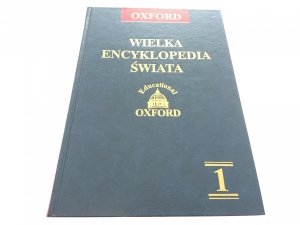 OXFORD
WIELKA
ENCYKLOPEDIA
ŚWIATA
Educational
OXFORD
1